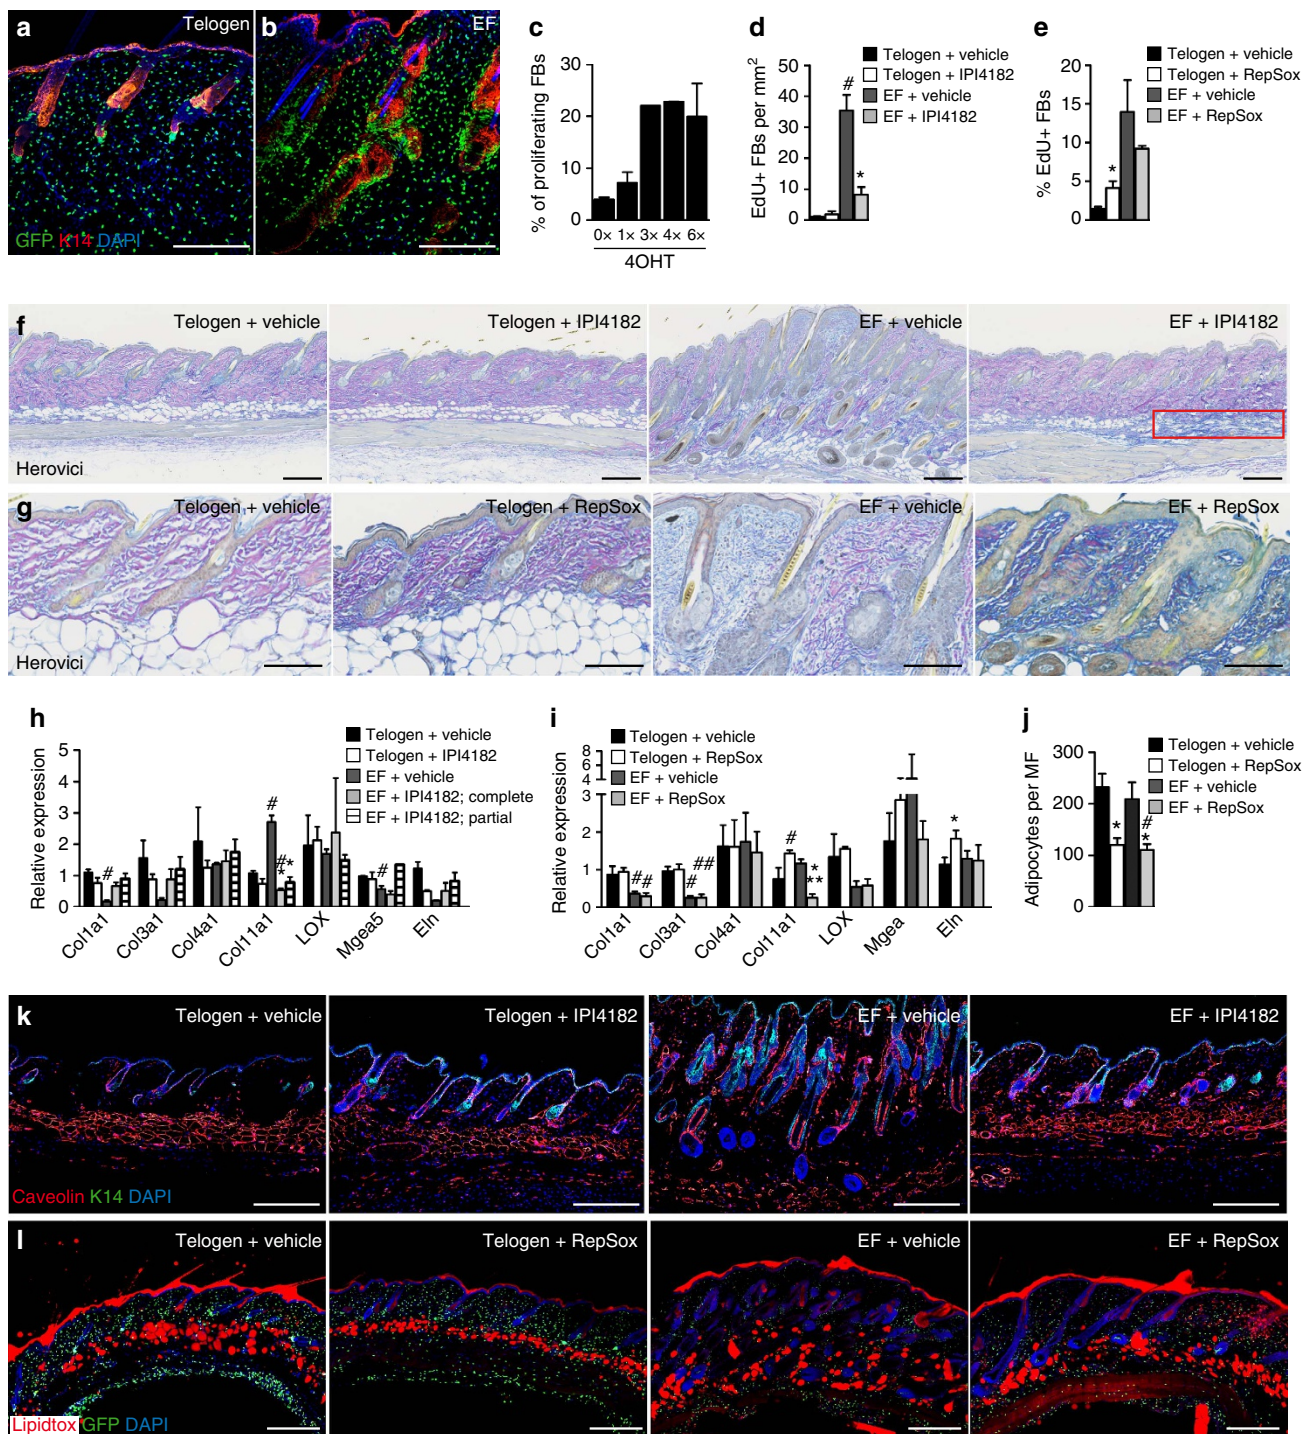 a Telogen
GFP K14 DAPI
b EF
c
% of proliferating FBs
30
20
10
0
0× 1× 3× 4× 6×
4OHT
d
Telogen + vehicle
Telogen + IPI4182
EF + vehicle
EF + IPI4182
EdU+ FBs per mm²
50
40
30
20
10
0
#
*
e
Telogen + vehicle
Telogen + RepSox
EF + vehicle
EF + RepSox
% EdU+ FBs
20
15
10
5
0
*
f Telogen + vehicle
Telogen + IPI4182
EF + vehicle
EF + IPI4182
Herovici
g Telogen + vehicle
Telogen + RepSox
EF + vehicle
EF + RepSox
Herovici
h
Telogen + vehicle
Telogen + IPI4182
EF + vehicle
EF + IPI4182; complete
EF + IPI4182; partial
Relative expression
5
4
3
2
1
0
#
#
#
* *
#
Col1a1 Col3a1 Col4a1 Col11a1 LOX Mgea5 Eln
i
Telogen + vehicle
Telogen + RepSox
EF + vehicle
EF + RepSox
Relative expression
8
6
4
3
2
1
0
##
##
#
#
*
**
*
Col1a1 Col3a1 Col4a1 Col11a1 LOX Mgea Eln
j
Telogen + vehicle
Telogen + RepSox
EF + vehicle
EF + RepSox
Adipocytes per MF
300
200
100
0
*
#
*
k Telogen + vehicle
Telogen + IPI4182
EF + vehicle
EF + IPI4182
Caveolin K14 DAPI
l Telogen + vehicle
Telogen + RepSox
EF + vehicle
EF + RepSox
Lipidtox GFP DAPI